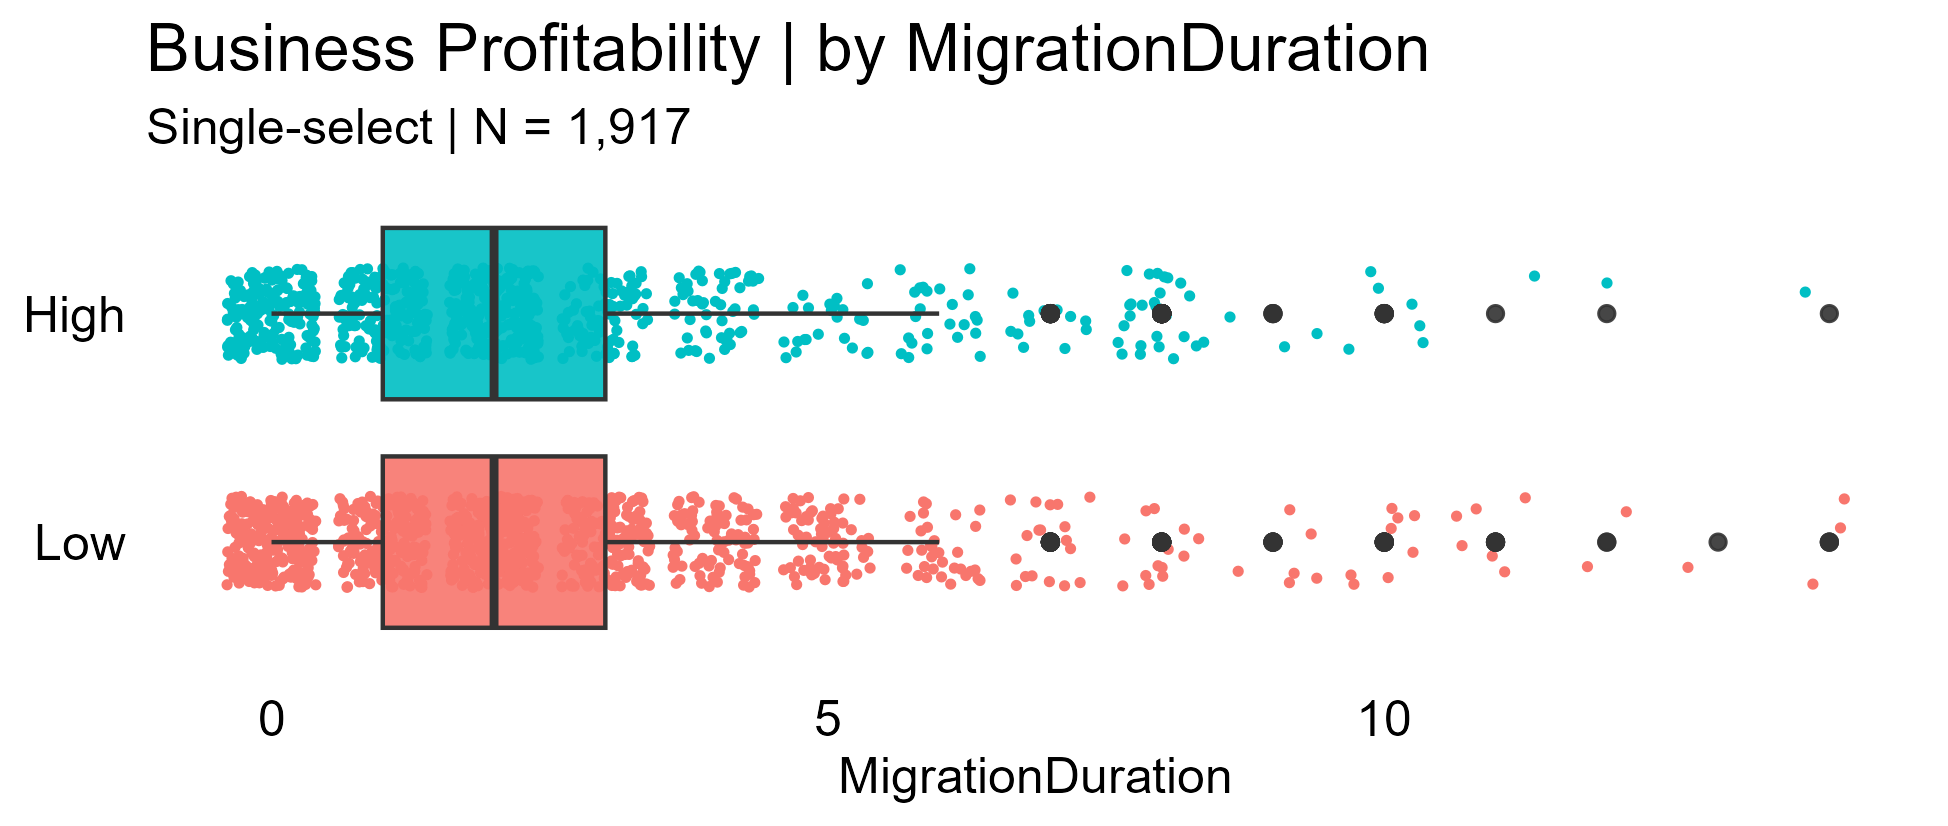 Business Profitability | by MigrationDuration
Single-select | N = 1,917
High
Low
0 5 10
MigrationDuration